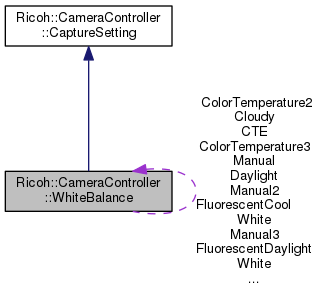 Ricoh::CameraController
::CaptureSetting
Ricoh::CameraController
::WhiteBalance
ColorTemperature2
Cloudy
CTE
ColorTemperature3
Manual
Daylight
Manual2
FluorescentCool
White
Manual3
FluorescentDaylight
White
...